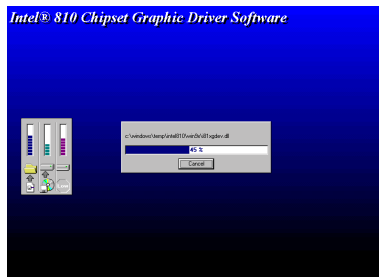 Intel® 810 Chipset Graphic Driver Software
c:\windows\temp\intel810\win9x\i81xgdev.dll
45 %
Cancel